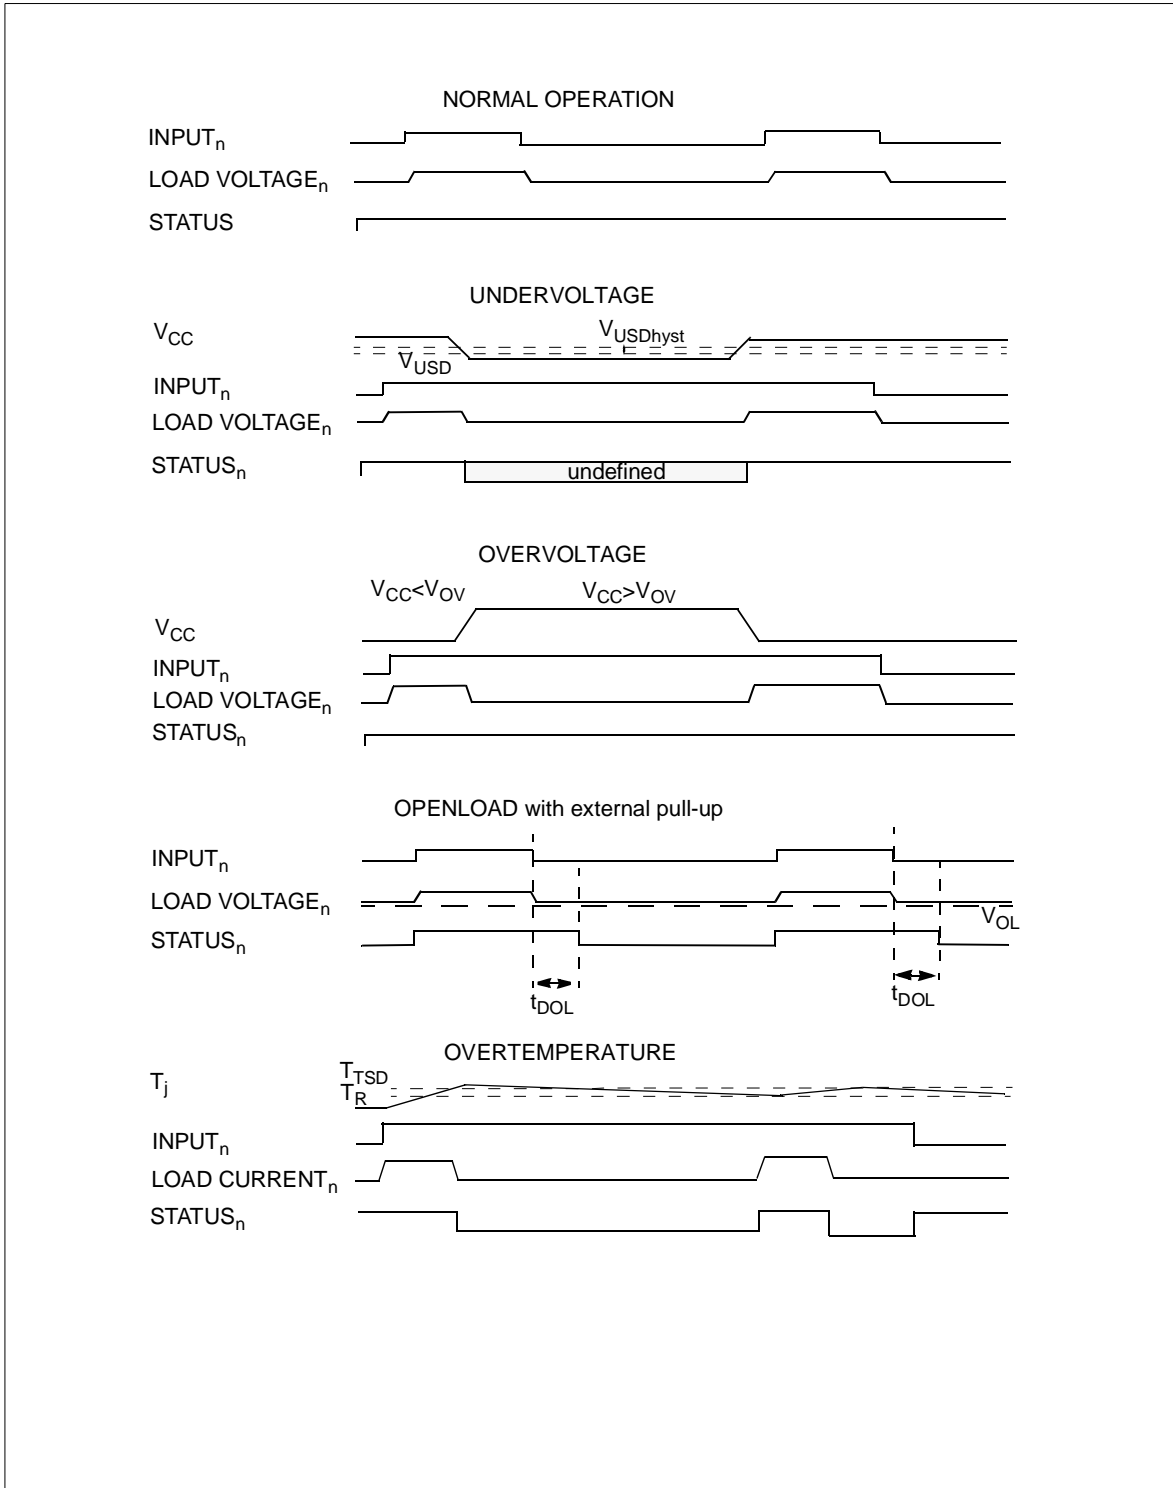 NORMAL OPERATION
INPUTn
LOAD VOLTAGEn
STATUS
UNDERVOLTAGE
VCC
VUSDhyst
VUSD
INPUTn
LOAD VOLTAGEn
STATUSn
undefined
OVERVOLTAGE
VCC<VOV
VCC>VOV
VCC
INPUTn
LOAD VOLTAGEn
STATUSn
OPENLOAD with external pull-up
INPUTn
LOAD VOLTAGEn
VOL
STATUSn
tDOL
tDOL
OVERTEMPERATURE
Tj
TTSD
TR
INPUTn
LOAD CURRENTn
STATUSn